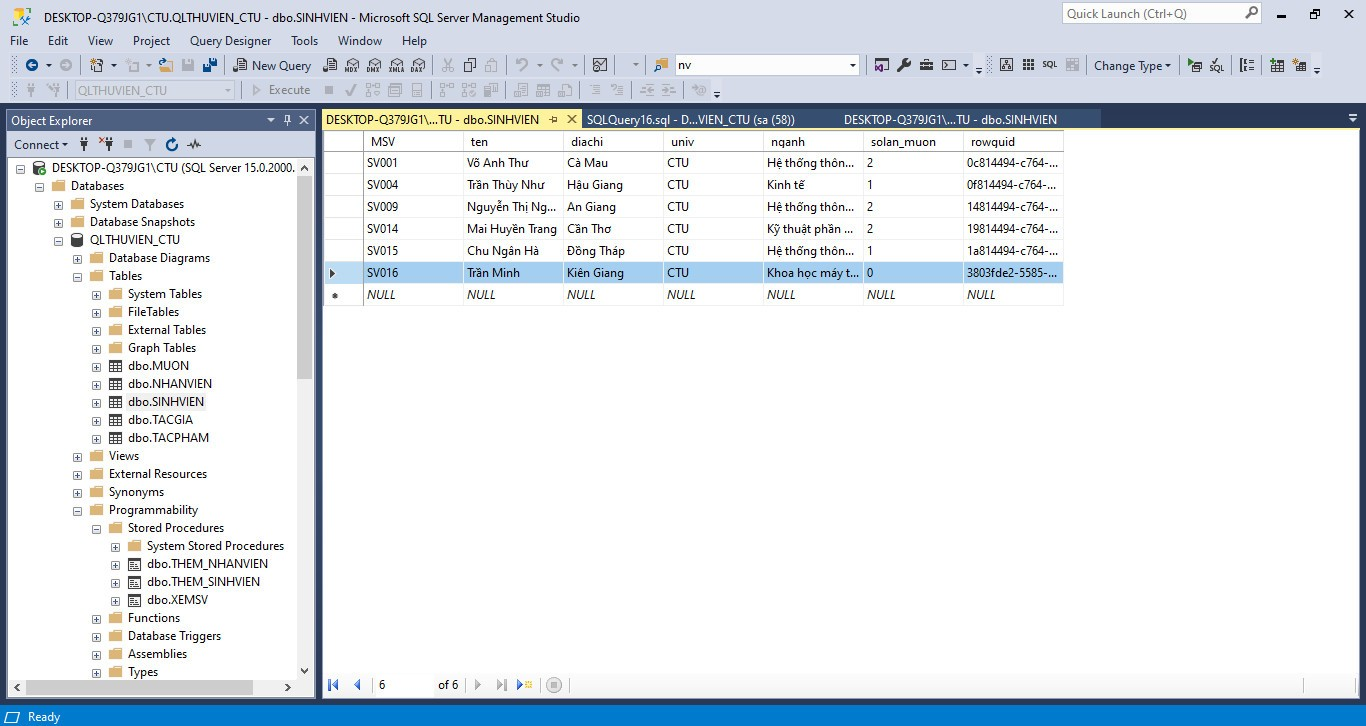 DESKTOP-Q379JG1\CTU.QLTHUVIEN_CTU - dbo.SINHVIEN - Microsoft SQL Server Management Studio
Quick Launch (Ctrl+Q)
File Edit View Project Query Designer Tools Window Help
New Query MDX DMX XMLA DAX nv SQL Change Type SQL
QLTHUVIEN_CTU Execute
Object Explorer
Connect
DESKTOP-Q379JG1\CTU (SQL Server 15.0.2000.
Databases
System Databases
Database Snapshots
QLTHUVIEN_CTU
Database Diagrams
Tables
System Tables
FileTables
External Tables
Graph Tables
dbo.MUON
dbo.NHANVIEN
dbo.SINHVIEN
dbo.TACGIA
dbo.TACPHAM
Views
External Resources
Synonyms
Programmability
Stored Procedures
System Stored Procedures
dbo.THEM_NHANVIEN
dbo.THEM_SINHVIEN
dbo.XEMSV
Functions
Database Triggers
Assemblies
Types
DESKTOP-Q379JG1\...TU - dbo.SINHVIEN SQLQuery16.sql - D...VIEN_CTU (sa (58)) DESKTOP-Q379JG1\...TU - dbo.SINHVIEN
MSV ten diachi univ nganh solan_muon rowguid
SV001 Võ Anh Thư Cà Mau CTU Hệ thống thôn... 2 0c814494-c764-...
SV004 Trần Thùy Như Hậu Giang CTU Kinh tế 1 0f814494-c764-...
SV009 Nguyễn Thị Ng... An Giang CTU Hệ thống thôn... 2 14814494-c764-...
SV014 Mai Huyền Trang Cần Thơ CTU Kỹ thuật phần ... 2 19814494-c764-...
SV015 Chu Ngân Hà Đồng Tháp CTU Hệ thống thôn... 1 1a814494-c764-...
SV016 Trần Minh Kiên Giang CTU Khoa học máy t... 0 3803fde2-5585-...
NULL NULL NULL NULL NULL NULL NULL
6 of 6
Ready